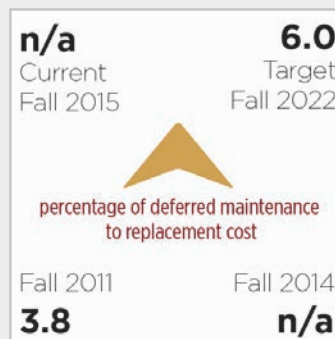 n/a 6.0
Current Target
Fall 2015 Fall 2022
percentage of deferred maintenance
to replacement cost
Fall 2011 Fall 2014
3.8 n/a